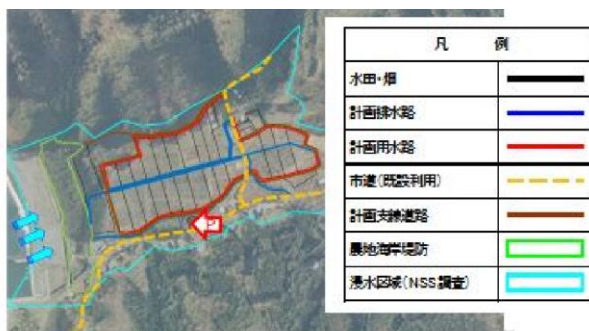 凡 例
水田・畑
計画排水路
計画用水路
市道(既設利用)
計画支線道路
農地海岸堤防
浸水区域(NSS調査)
P